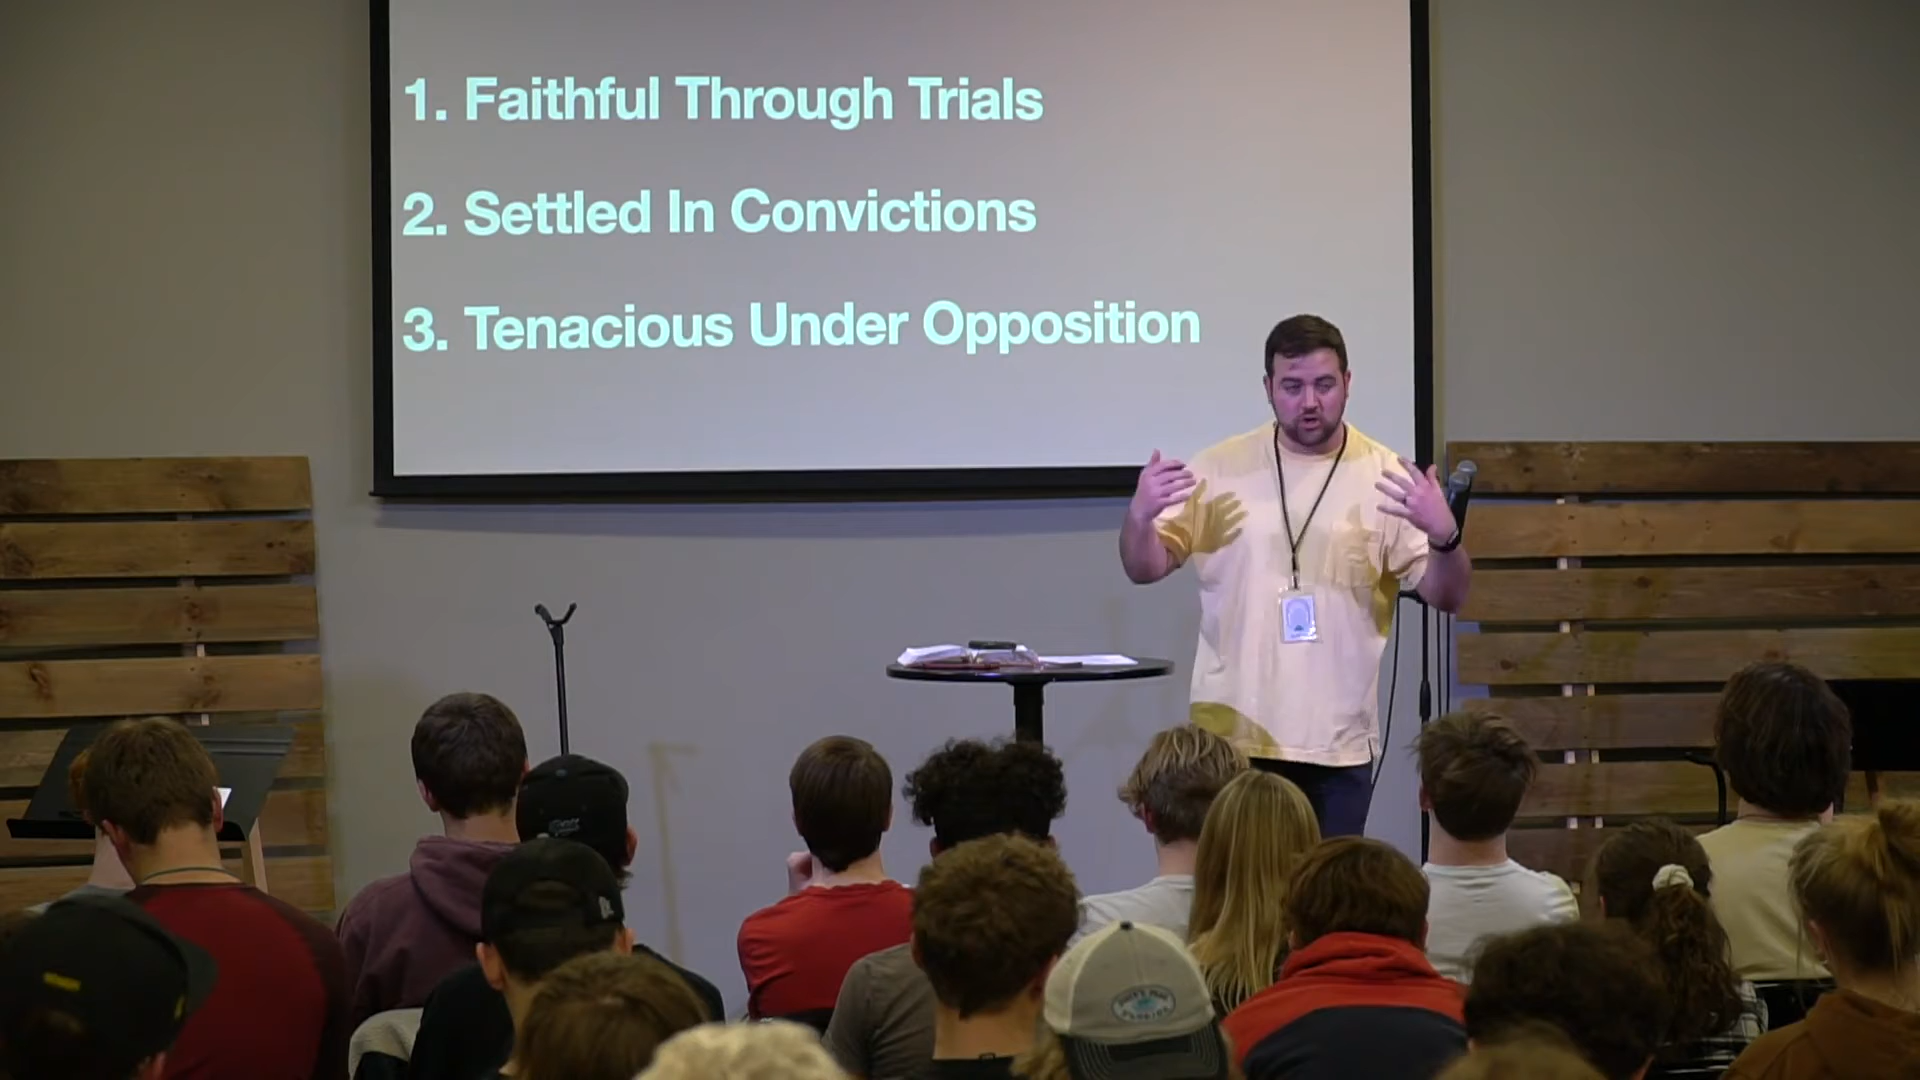 1. Faithful Through Trials
2. Settled In Convictions
3. Tenacious Under Opposition